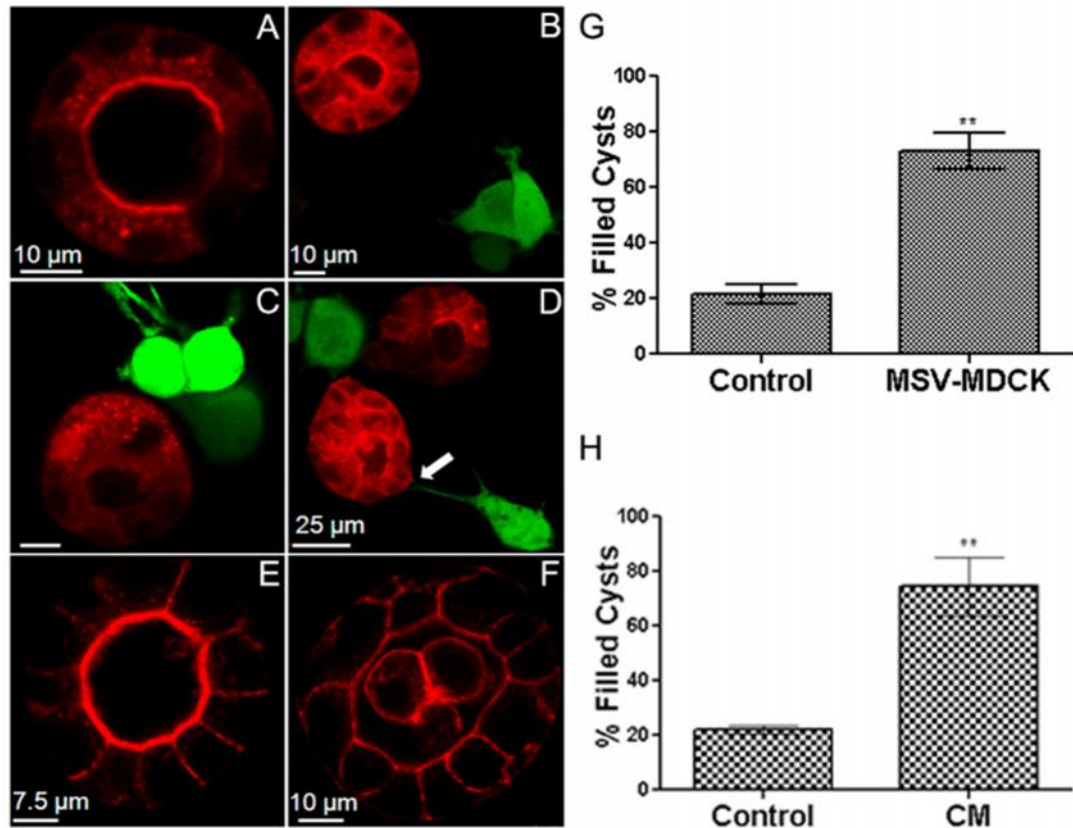 A
10 µm
B
10 µm
C
D
25 µm
E
7.5 µm
F
10 µm
G
% Filled Cysts
100
80
60
40
20
0
**
Control
MSV-MDCK
H
% Filled Cysts
100
80
60
40
20
0
**
Control
CM